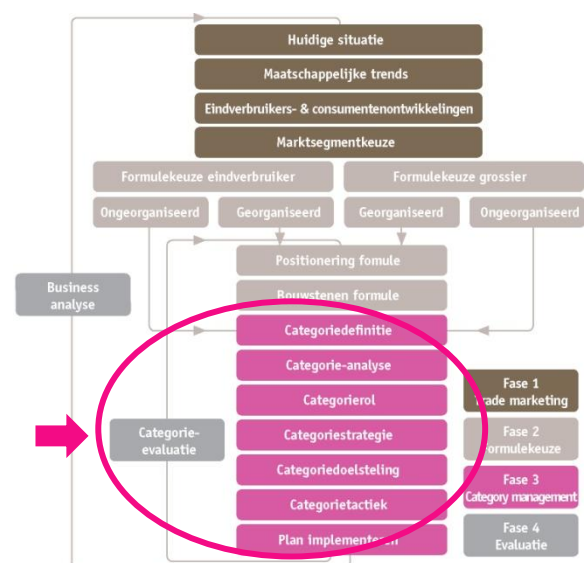 Huidige situatie
Maatschappelijke trends
Eindverbruikers- & consumentenontwikkelingen
Marktsegmentkeuze
Formulekeuze eindverbruiker
Formulekeuze grossier
Ongeorganiseerd
Georganiseerd
Georganiseerd
Ongeorganiseerd
Positionering fomule
Bouwstenen formule
Business
analyse
Categoriedefinitie
Categorie-analyse
Categorierol
Categoriestrategie
Categoriedoelsteling
Categorietactiek
Plan implementeren
Categorie-
evaluatie
Fase 1
Trade marketing
Fase 2
Formulekeuze
Fase 3
Category management
Fase 4
Evaluatie